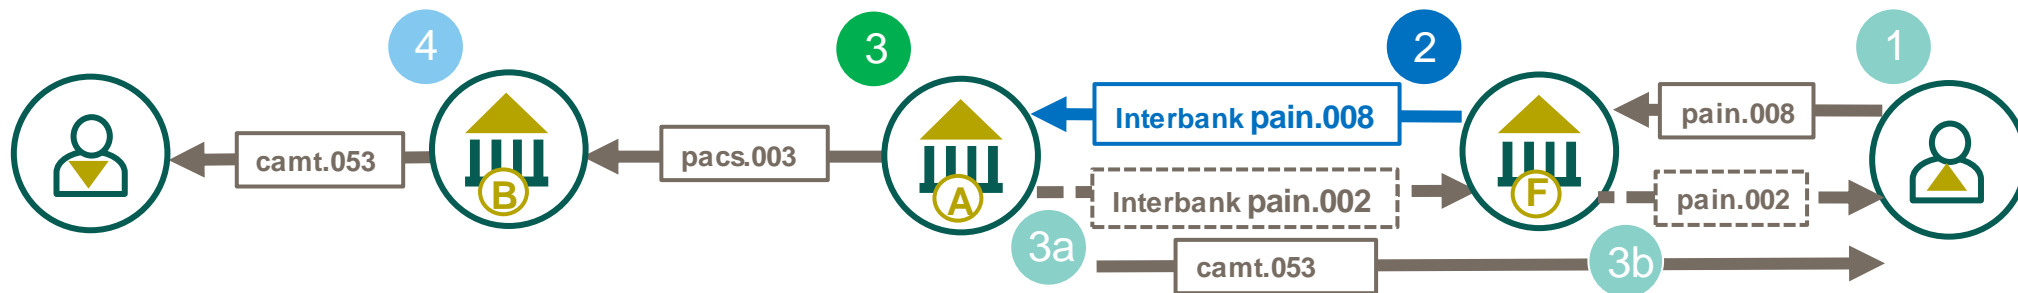 4
3
2
1
Interbank pain.008
pain.008
camt.053
pacs.003
B
A
Interbank pain.002
F
pain.002
3a
camt.053
3b